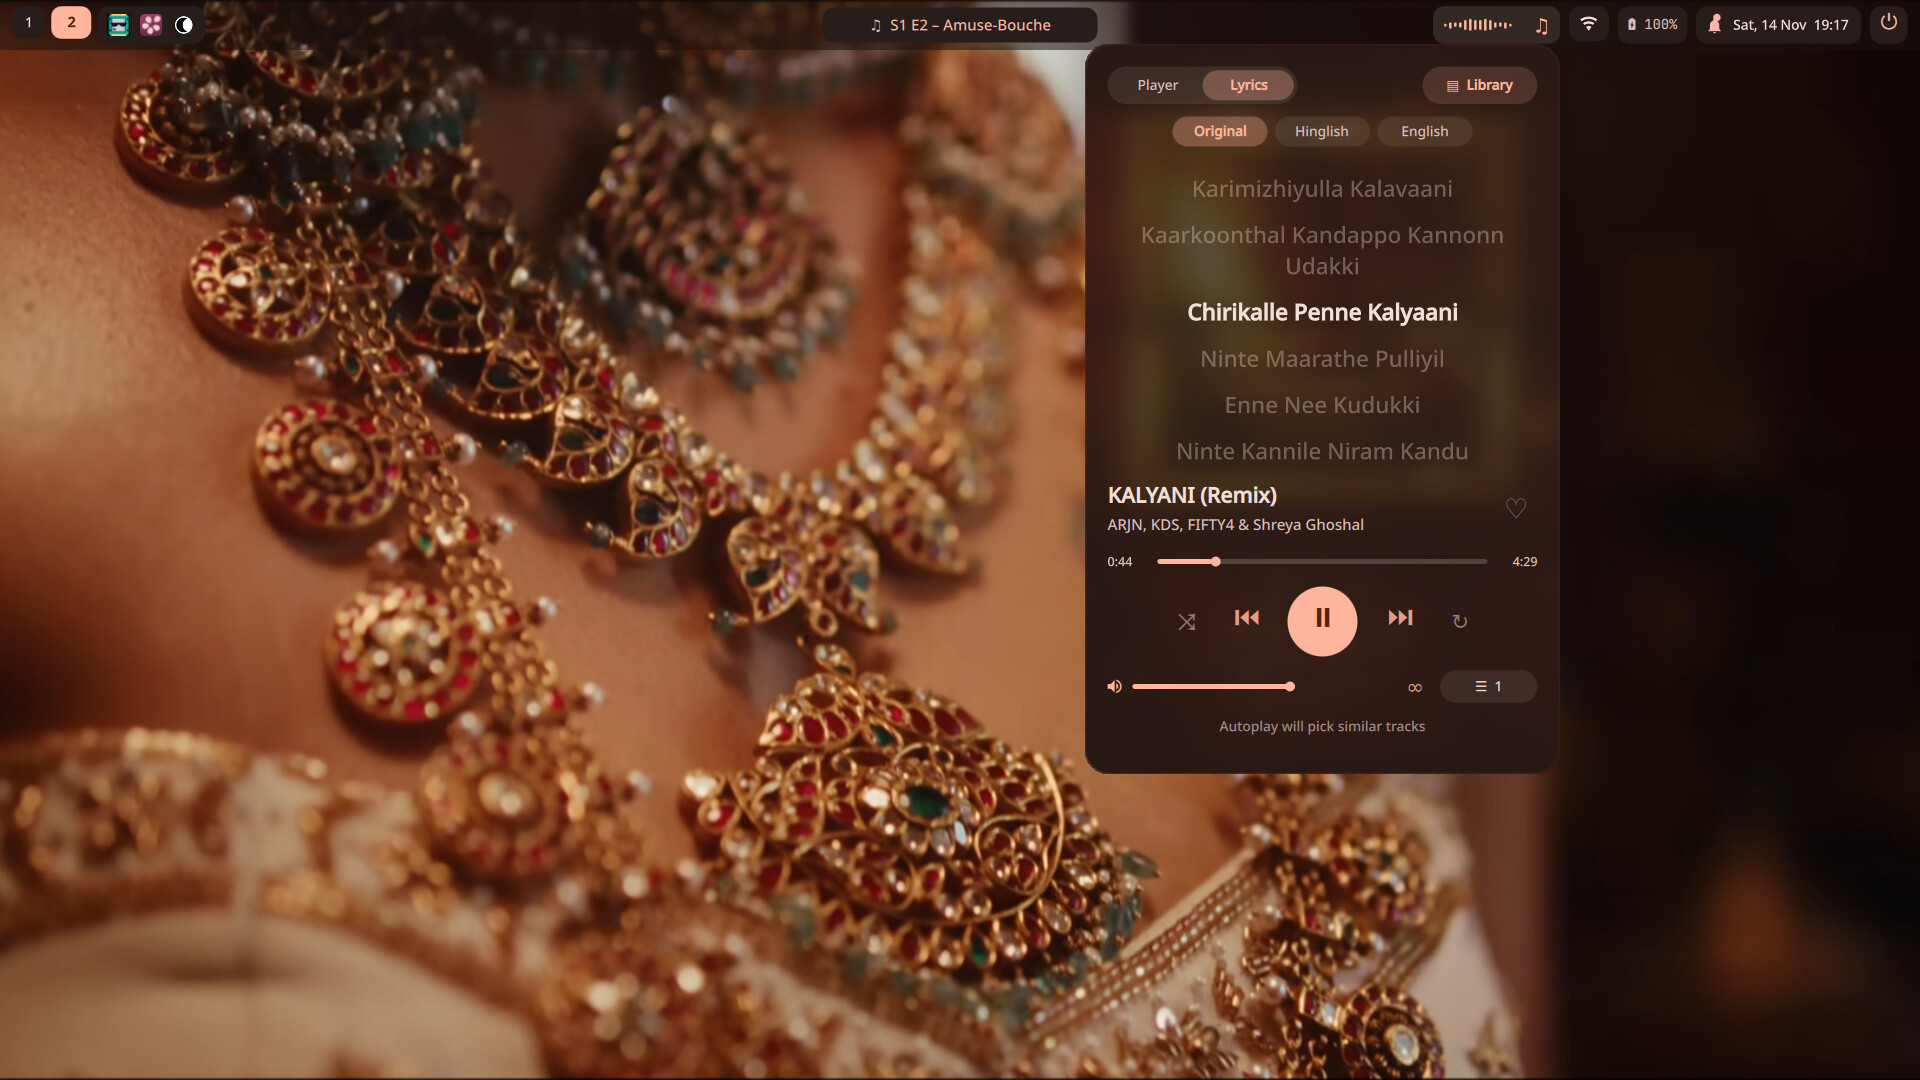 1 2 S1 E2 – Amuse-Bouche 100% Sat, 14 Nov 19:17
Player Lyrics Library
Original Hinglish English
Karimizhiyulla Kalavaani
Kaarkoonthal Kandappo Kannonn
Udakki
Chirikalle Penne Kalyaani
Ninte Maarathe Pulliyil
Enne Nee Kudukki
Ninte Kannile Niram Kandu
KALYANI (Remix)
ARJN, KDS, FIFTY4 & Shreya Ghoshal
0:44 4:29
1
Autoplay will pick similar tracks